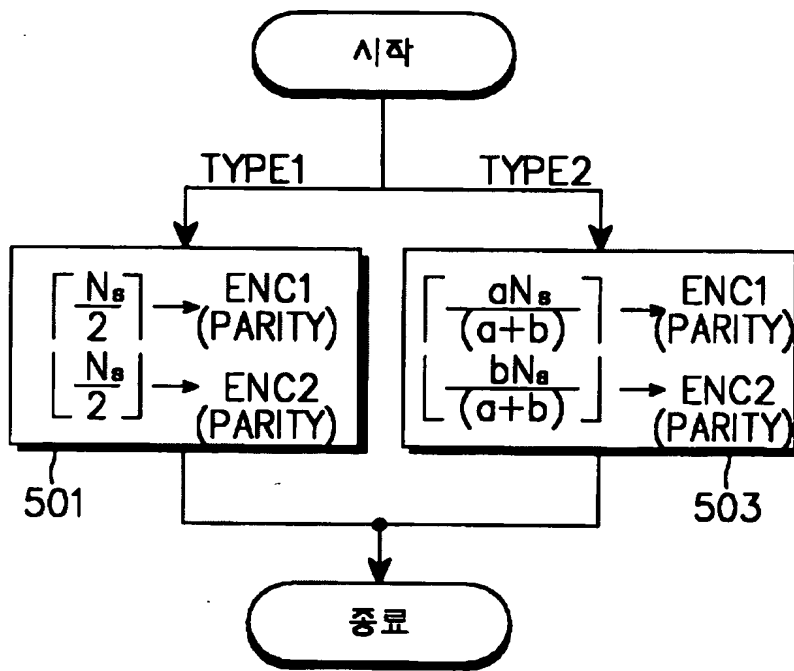 시작
TYPE1 TYPE2
⌈Ns/2⌉ → ENC1
(PARITY)
⌊Ns/2⌋ → ENC2
(PARITY)
⌈aNs/(a+b)⌉ → ENC1
(PARITY)
⌊bNs/(a+b)⌋ → ENC2
(PARITY)
501
503
종료